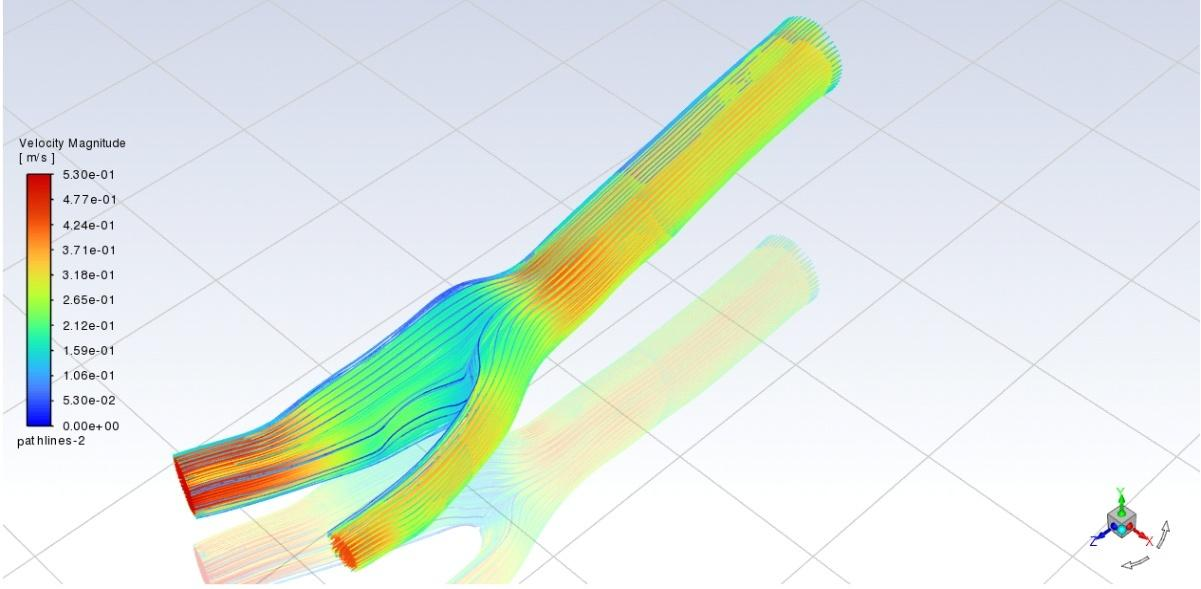 Velocity Magnitude
[ m/s ]
5.30e-01
4.77e-01
4.24e-01
3.71e-01
3.18e-01
2.65e-01
2.12e-01
1.59e-01
1.06e-01
5.30e-02
0.00e+00
pathlines-2
Y
Z
X